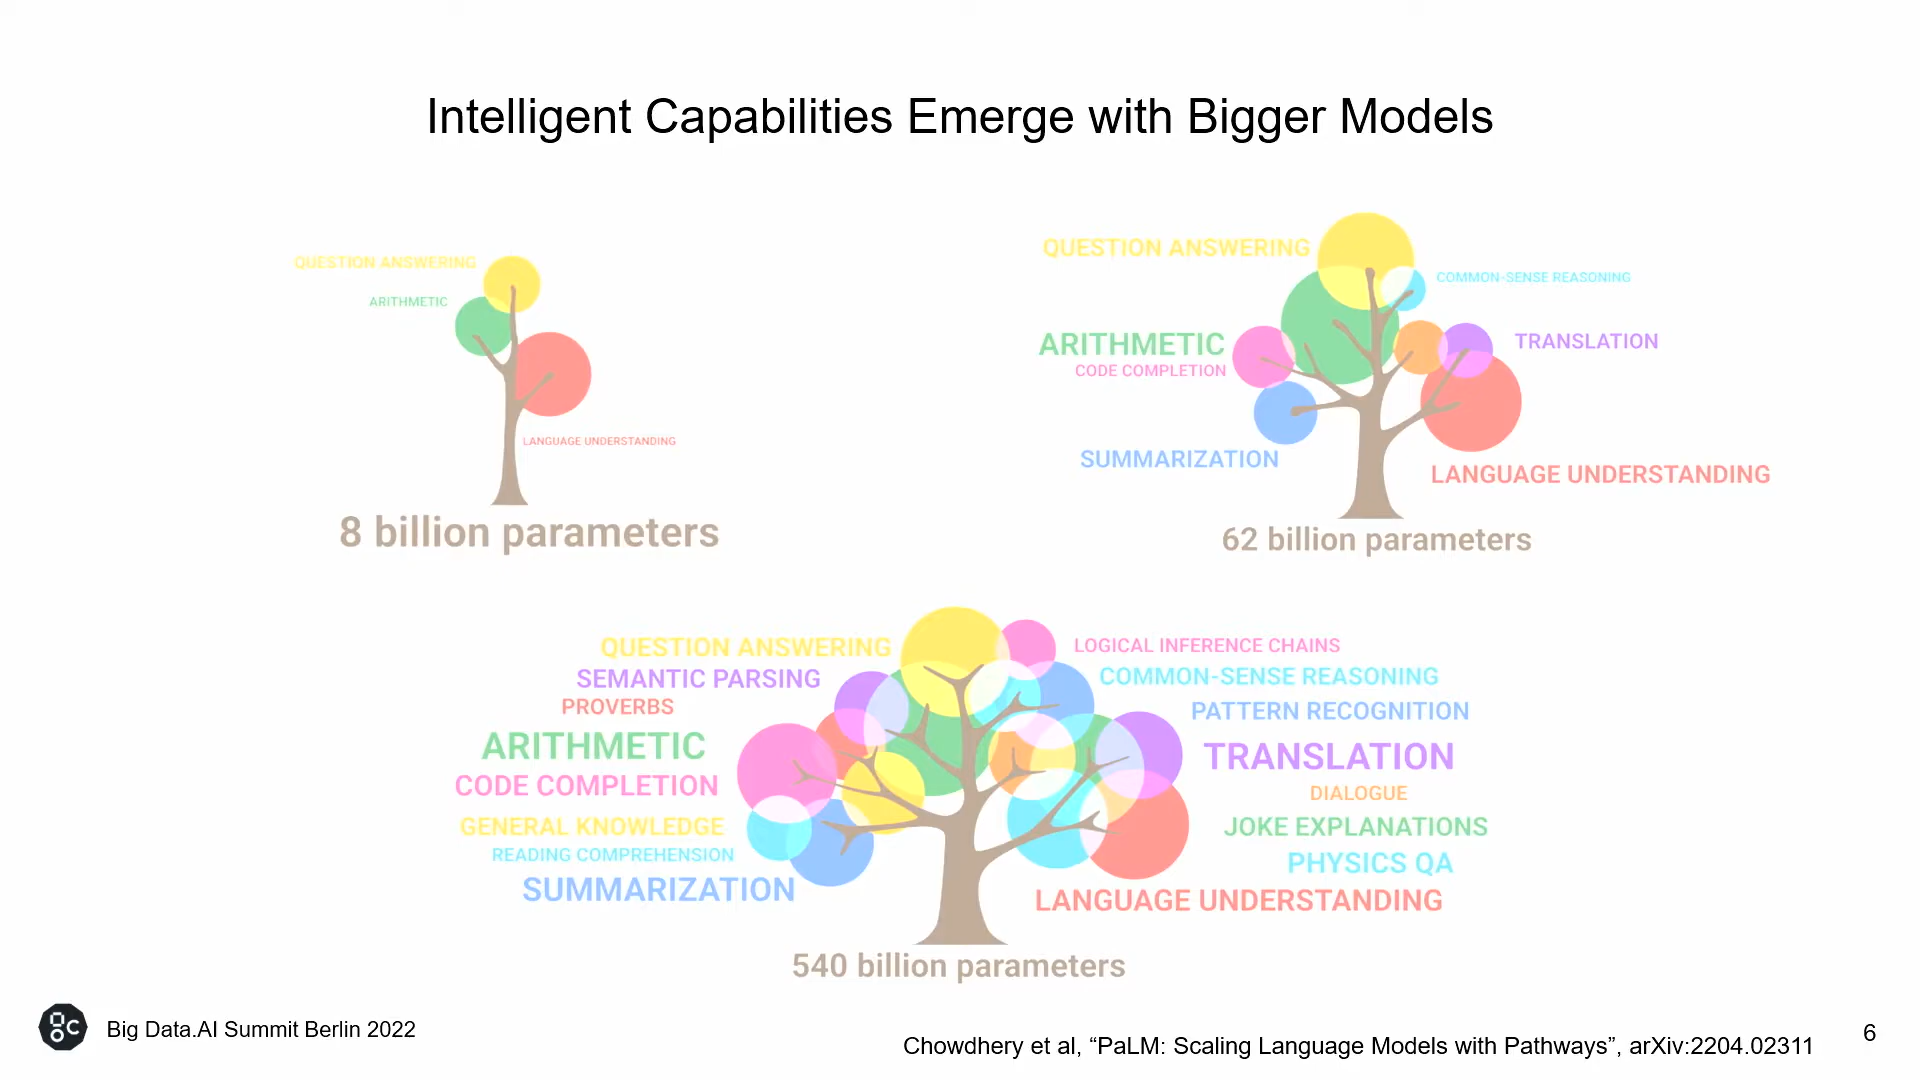 Intelligent Capabilities Emerge with Bigger Models
QUESTION ANSWERING
ARITHMETIC
LANGUAGE UNDERSTANDING
8 billion parameters
QUESTION ANSWERING
COMMON-SENSE REASONING
ARITHMETIC
TRANSLATION
CODE COMPLETION
SUMMARIZATION
LANGUAGE UNDERSTANDING
62 billion parameters
QUESTION ANSWERING
SEMANTIC PARSING
PROVERBS
ARITHMETIC
CODE COMPLETION
GENERAL KNOWLEDGE
READING COMPREHENSION
SUMMARIZATION
LOGICAL INFERENCE CHAINS
COMMON-SENSE REASONING
PATTERN RECOGNITION
TRANSLATION
DIALOGUE
JOKE EXPLANATIONS
PHYSICS QA
LANGUAGE UNDERSTANDING
540 billion parameters
Big Data.AI Summit Berlin 2022
Chowdhery et al, “PaLM: Scaling Language Models with Pathways”, arXiv:2204.02311
6